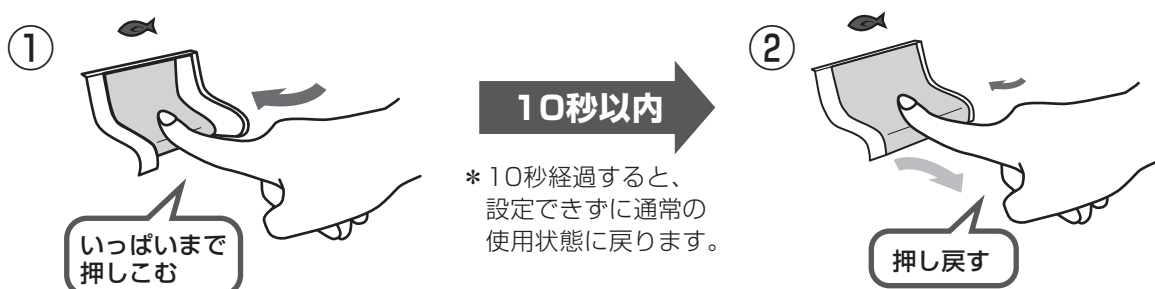 ①
いっぱいまで
押しこむ
10秒以内
＊10秒経過すると、
設定できずに通常の
使用状態に戻ります。
②
押し戻す